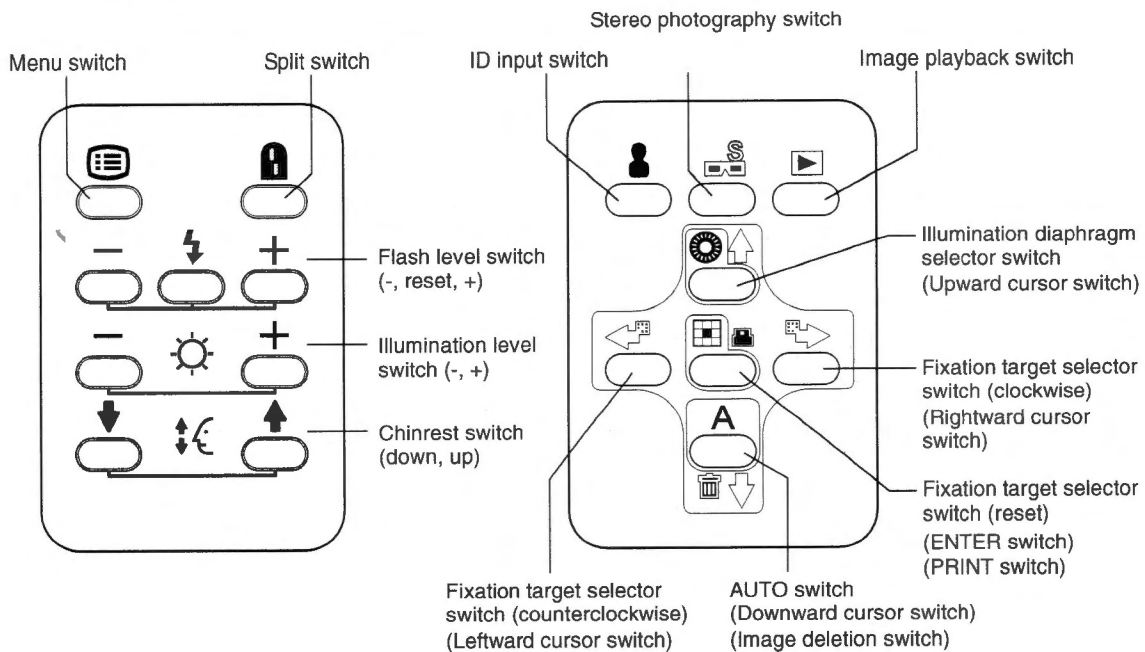 Stereo photography switch
Menu switch
Split switch
ID input switch
Image playback switch
S
Flash level switch
(-, reset, +)
Illumination level
switch (-, +)
Chinrest switch
(down, up)
Illumination diaphragm
selector switch
(Upward cursor switch)
Fixation target selector
switch (clockwise)
(Rightward cursor
switch)
A
Fixation target selector
switch (reset)
(ENTER switch)
(PRINT switch)
Fixation target selector
switch (counterclockwise)
(Leftward cursor switch)
AUTO switch
(Downward cursor switch)
(Image deletion switch)